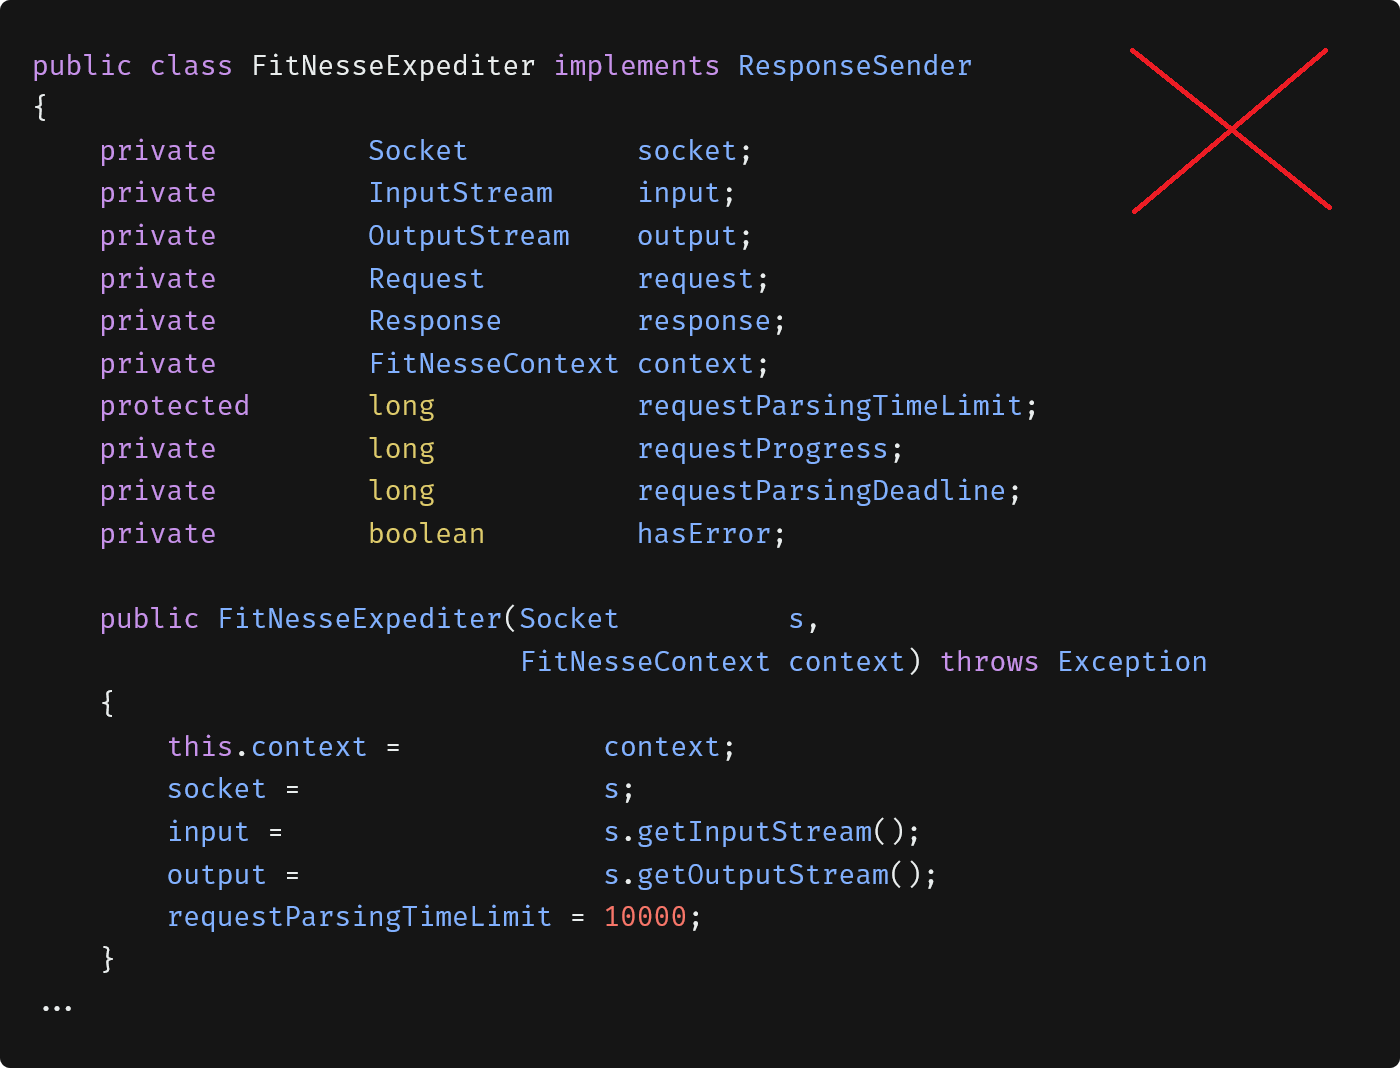 public class FitNesseExpediter implements ResponseSender
{
    private         Socket          socket;
    private         InputStream     input;
    private         OutputStream    output;
    private         Request         request;
    private         Response        response;
    private         FitNesseContext context;
    protected       long            requestParsingTimeLimit;
    private         long            requestProgress;
    private         long            requestParsingDeadline;
    private         boolean         hasError;

    public FitNesseExpediter(Socket          s,
                             FitNesseContext context) throws Exception
    {
        this.context =            context;
        socket =                  s;
        input =                   s.getInputStream();
        output =                  s.getOutputStream();
        requestParsingTimeLimit = 10000;
    }
...